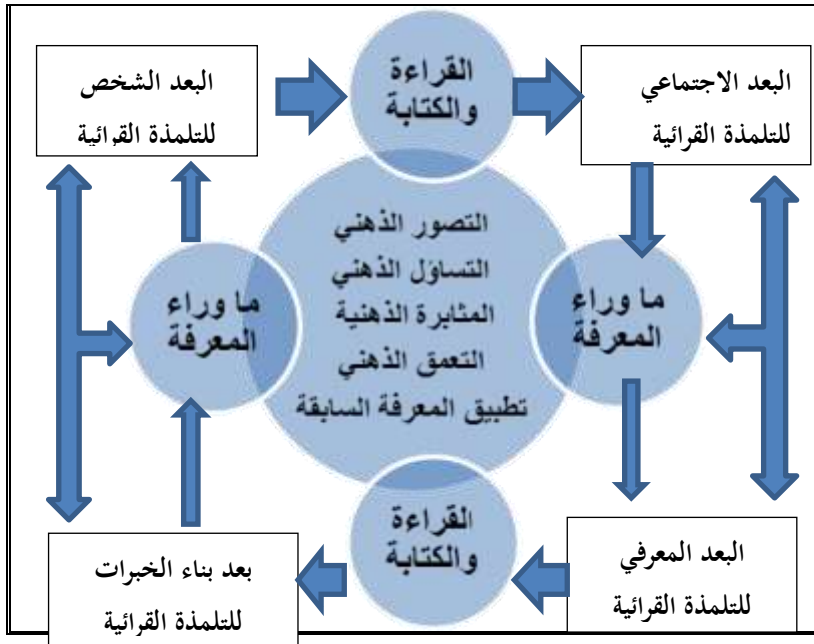 القراءة
والكتابة
البعد الاجتماعي
للتلمذة القرائية
البعد الشخص
للتلمذة القرائية
التصور الذهني
التساؤل الذهني
المثابرة الذهنية
التعمق الذهني
تطبيق المعرفة السابقة
ما وراء
المعرفة
ما وراء
المعرفة
القراءة
والكتابة
البعد المعرفي
للتلمذة القرائية
بعد بناء الخبرات
للتلمذة القرائية